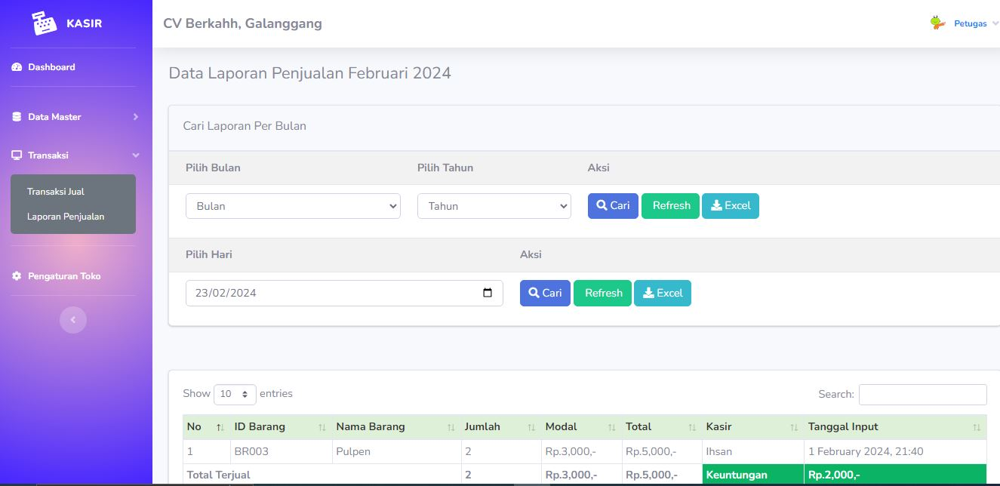 KASIR
CV Berkahh, Galanggang
Petugas
Dashboard
Data Master
Transaksi
Transaksi Jual
Laporan Penjualan
Pengaturan Toko
Data Laporan Penjualan Februari 2024
Cari Laporan Per Bulan
Pilih Bulan Pilih Tahun Aksi
Bulan Tahun Cari Refresh Excel
Pilih Hari Aksi
23/02/2024 Cari Refresh Excel
Show 10 entries Search:
No ID Barang Nama Barang Jumlah Modal Total Kasir Tanggal Input
1 BR003 Pulpen 2 Rp.3,000,- Rp.5,000,- Ihsan 1 February 2024, 21:40
Total Terjual 2 Rp.3,000,- Rp.5,000,- Keuntungan Rp.2,000,-